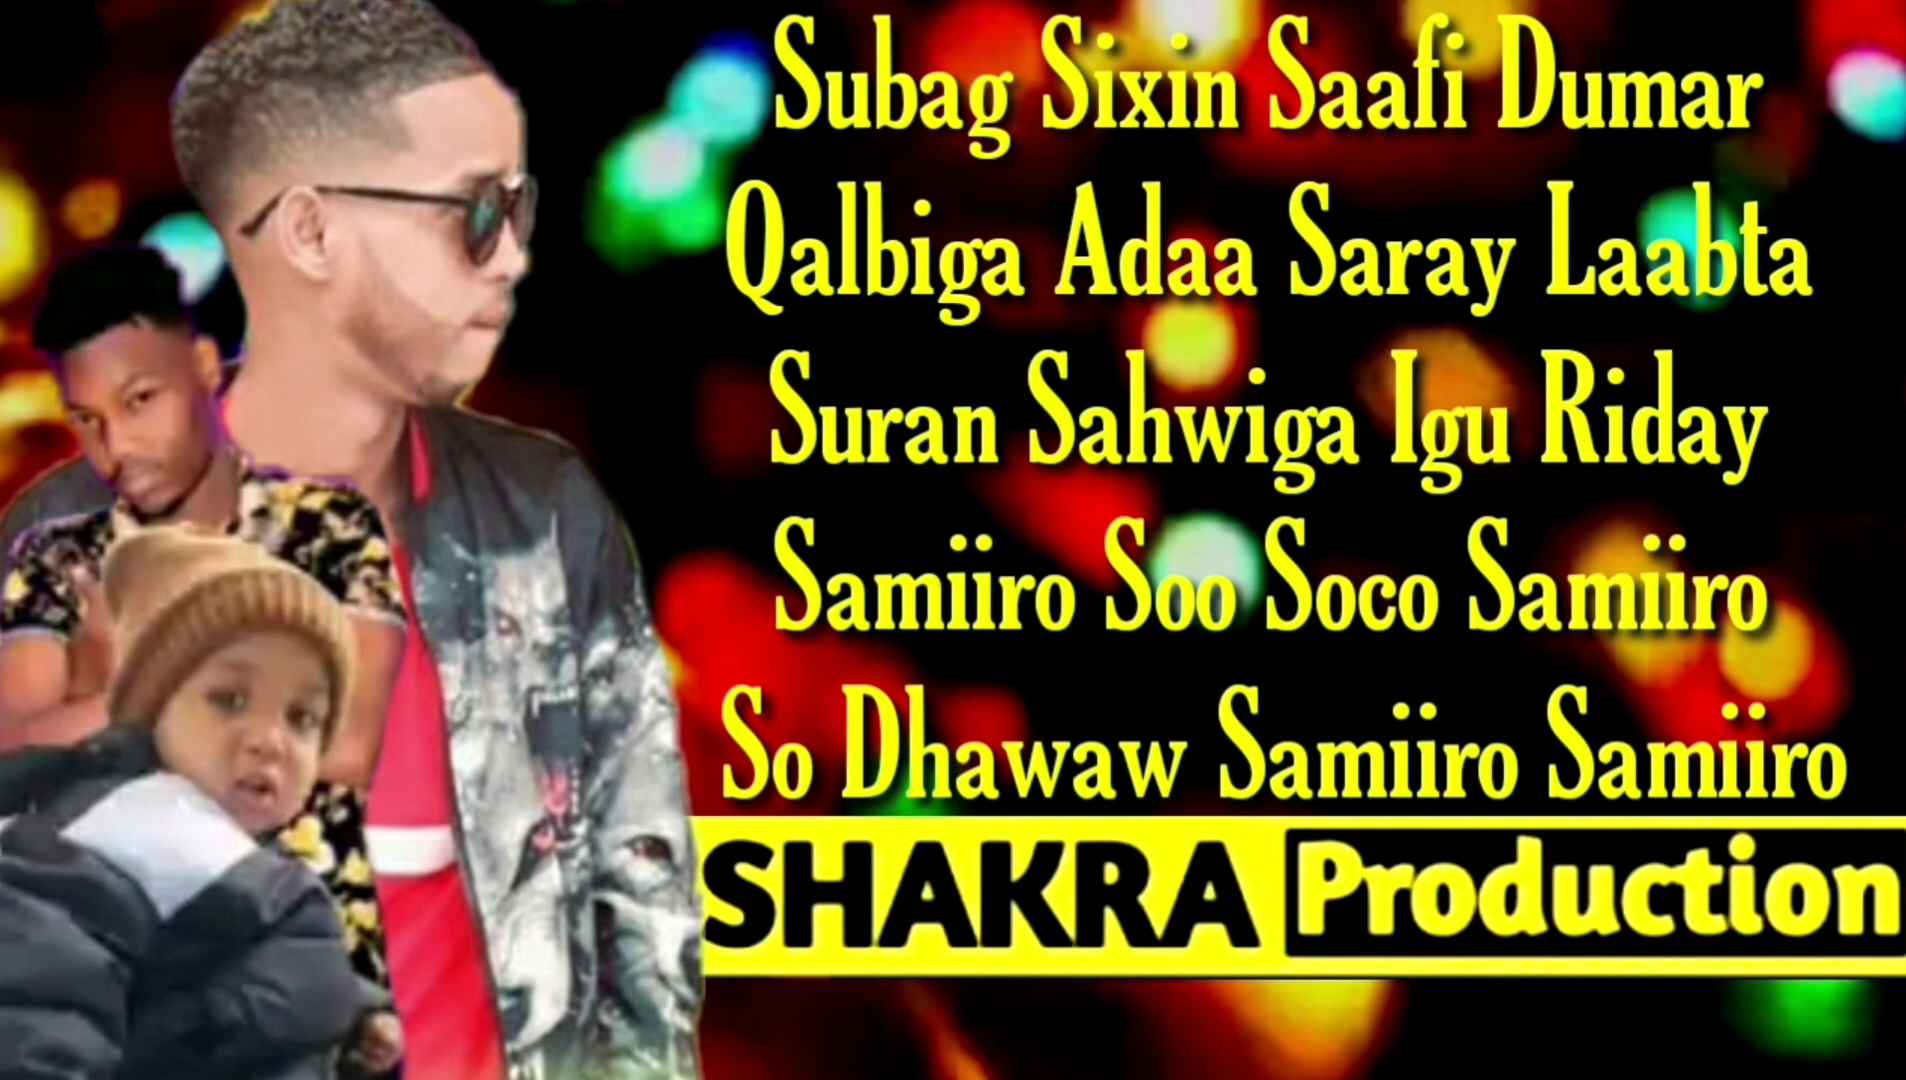 Subag Sixin Saafi Dumar
Qalbiga Adaa Saray Laabta
Suran Sahwiga Igu Riday
Samiiro Soo Soco Samiiro
So Dhawaw Samiiro Samiiro
SHAKRA Production